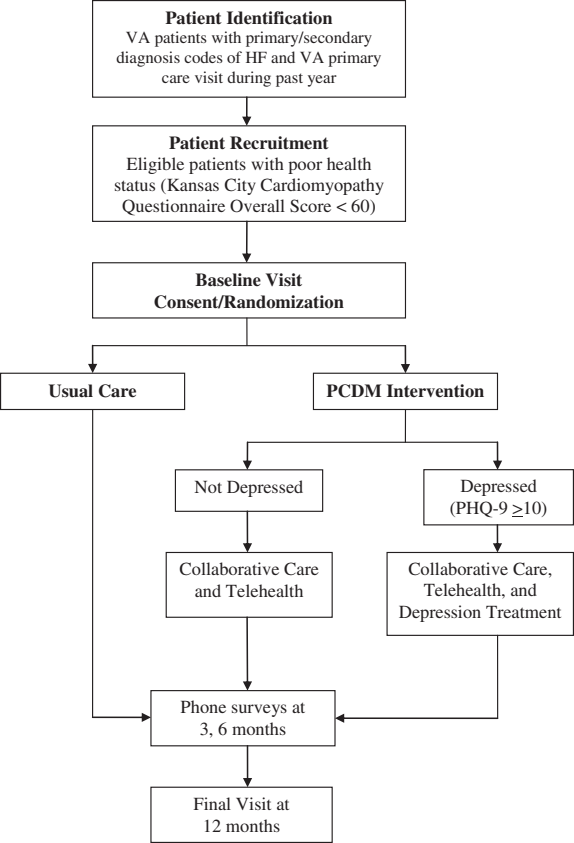 Patient Identification
VA patients with primary/secondary
diagnosis codes of HF and VA primary
care visit during past year
Patient Recruitment
Eligible patients with poor health
status (Kansas City Cardiomyopathy
Questionnaire Overall Score < 60)
Baseline Visit
Consent/Randomization
Usual Care
PCDM Intervention
Not Depressed
Depressed
(PHQ-9 ≥10)
Collaborative Care
and Telehealth
Collaborative Care,
Telehealth, and
Depression Treatment
Phone surveys at
3, 6 months
Final Visit at
12 months